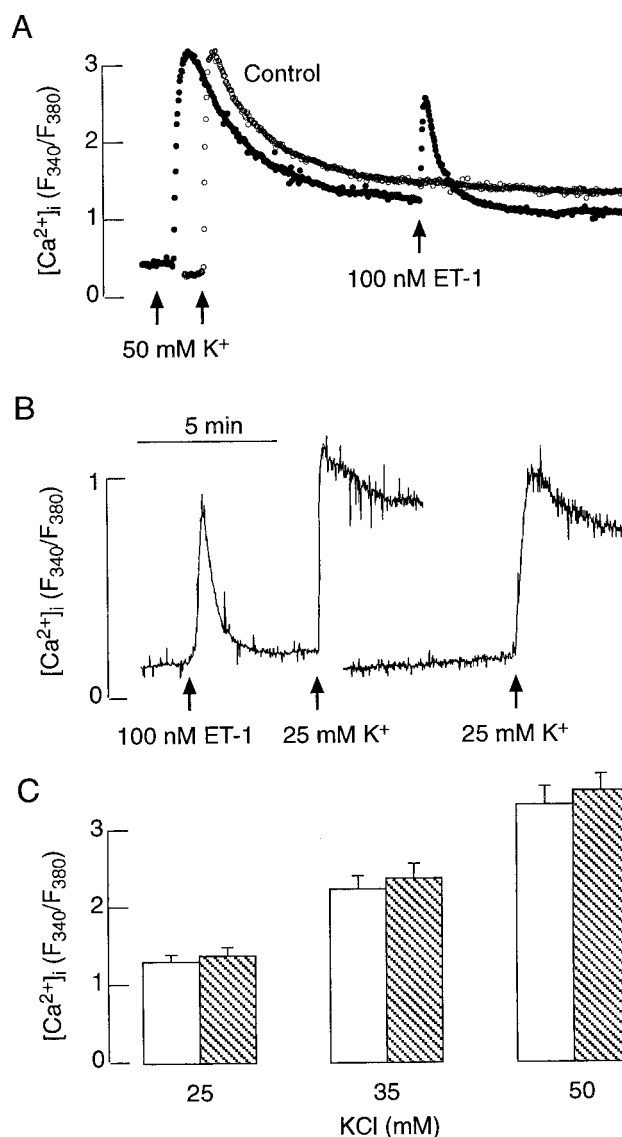 A
[Ca²⁺]ᵢ (F₃₄₀/F₃₈₀)
3
2
1
0
Control
100 nM ET-1
50 mM K⁺
B
[Ca²⁺]ᵢ (F₃₄₀/F₃₈₀)
5 min
1
0
100 nM ET-1
25 mM K⁺
25 mM K⁺
C
[Ca²⁺]ᵢ (F₃₄₀/F₃₈₀)
3
2
1
0
25
35
50
KCl (mM)